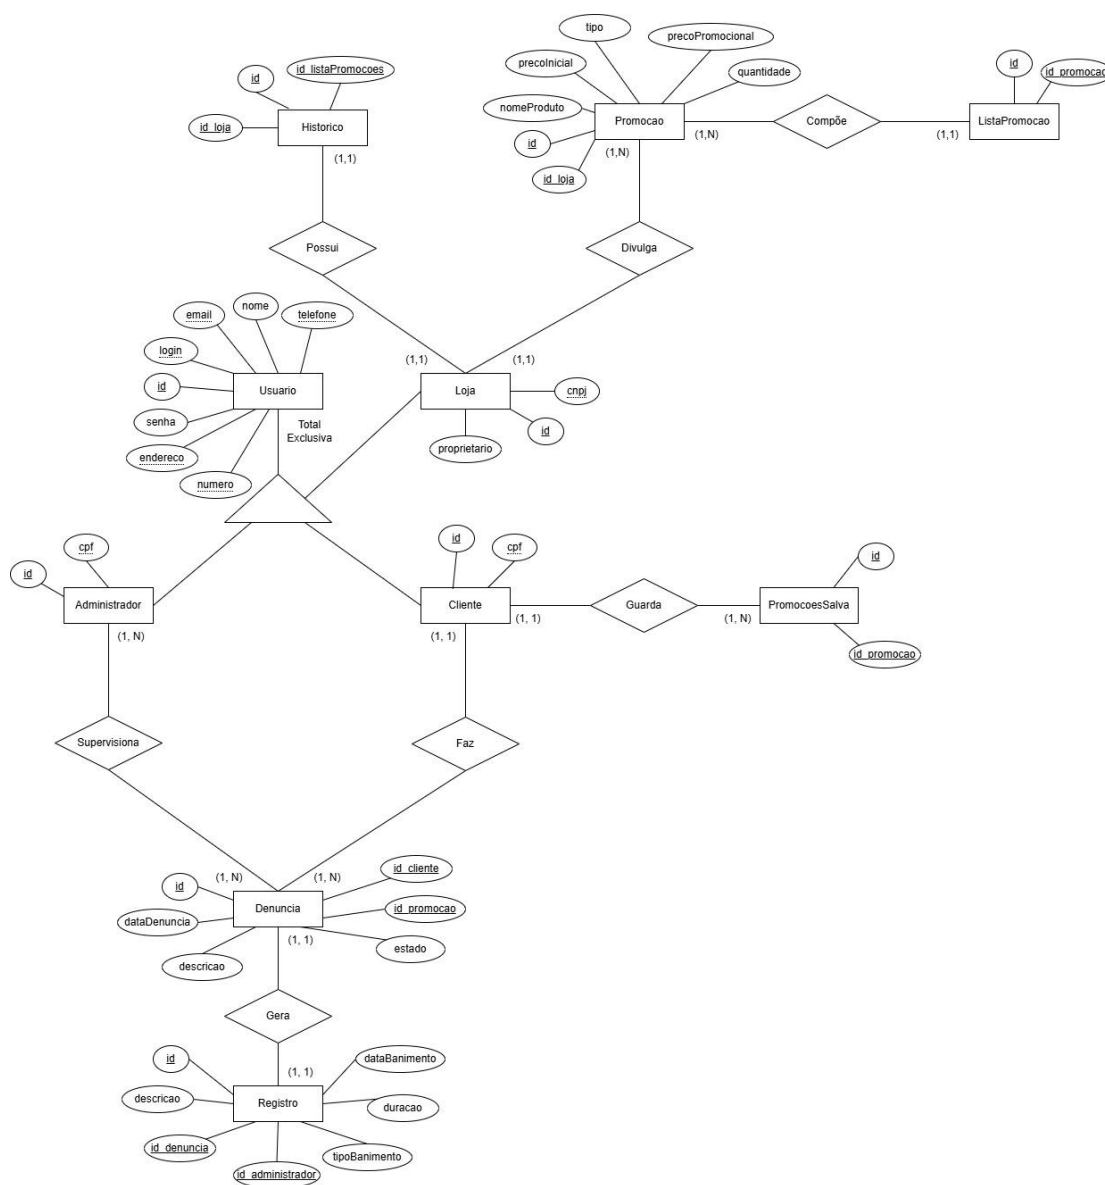 tipo
precoPromocional
id_listaPromocoes
precoInicial
id
id
quantidade
id_promocao
nomeProduto
id_loja
Historico
Promocao
Compõe
ListaPromocao
(1,1)
id
(1,N)
(1,N)
(1,1)
id_loja
Possui
Divulga
email
nome
telefone
login
(1,1)
(1,1)
id
Usuario
Loja
cnpj
senha
Total
Exclusiva
id
endereco
proprietario
numero
cpf
id
cpf
id
id
Administrador
Cliente
Guarda
PromocoesSalva
(1, N)
(1, 1)
(1, 1)
(1, N)
id_promocao
Supervisiona
Faz
(1, N)
(1, N)
id_cliente
id
Denuncia
id_promocao
dataDenuncia
(1, 1)
estado
descricao
Gera
id
dataBanimento
(1, 1)
descricao
Registro
duracao
id_denuncia
tipoBanimento
id_administrador